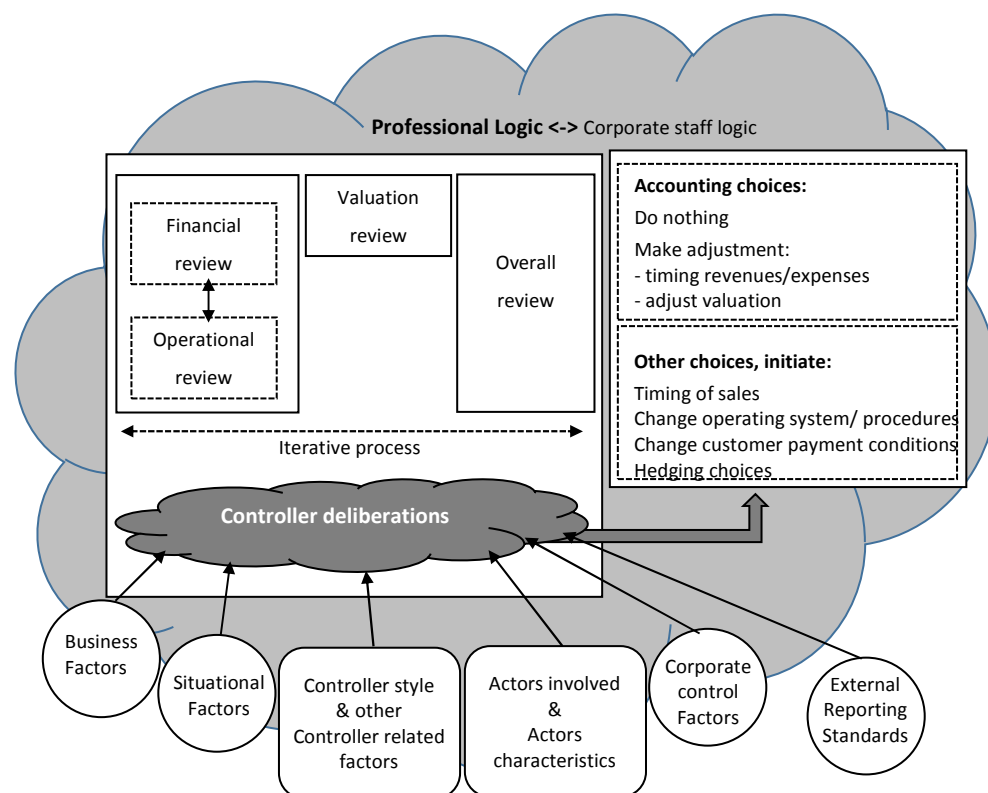 Professional Logic <-> Corporate staff logic
Financial
review
Operational
review
Valuation
review
Overall
review
Iterative process
Controller deliberations
Accounting choices:
Do nothing
Make adjustment:
- timing revenues/expenses
- adjust valuation
Other choices, initiate:
Timing of sales
Change operating system/ procedures
Change customer payment conditions
Hedging choices
Business
Factors
Situational
Factors
Controller style
& other
Controller related
factors
Actors involved
&
Actors
characteristics
Corporate
control
Factors
External
Reporting
Standards